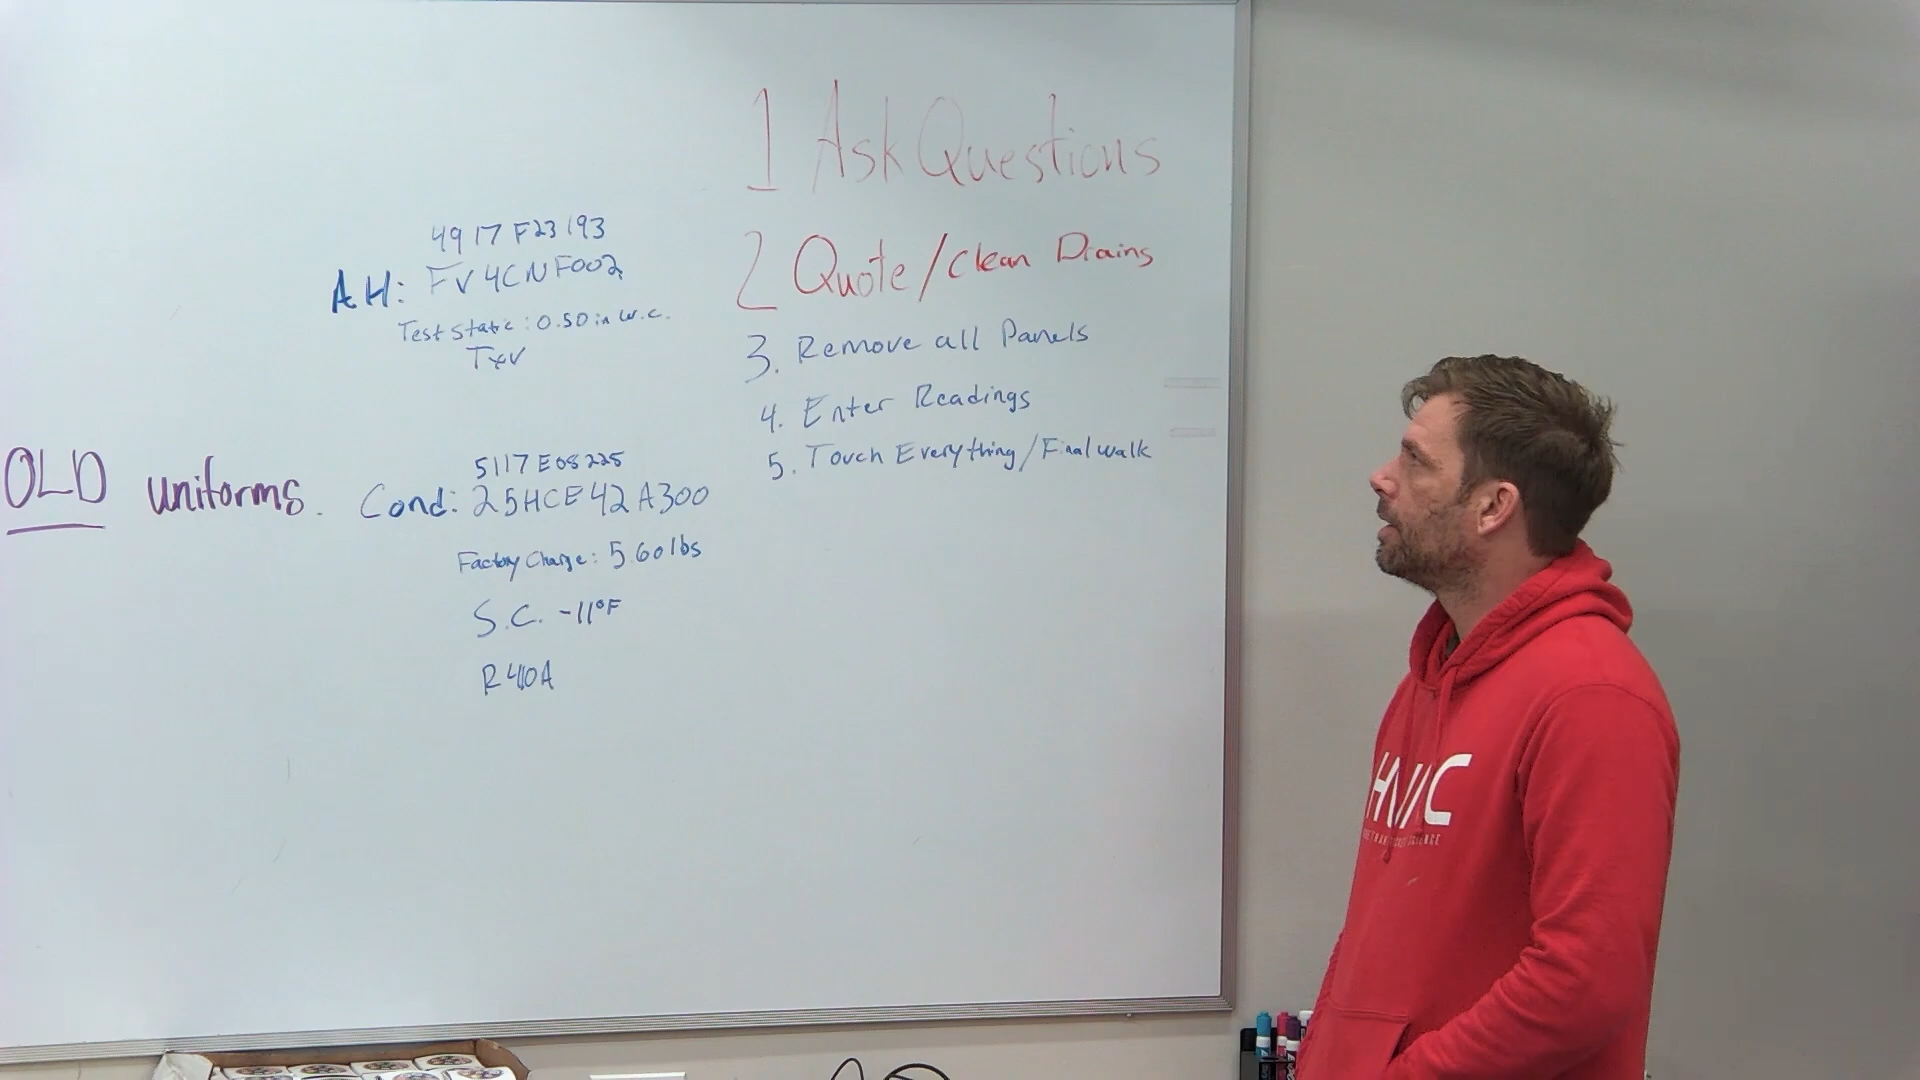 1 Ask Questions
2 Quote/Clean Drains
3. Remove all Panels
4. Enter Readings
5. Touch Everything/Final walk
4917F23193
AH: FV4CNF002
Test Static: 0.50 in w.c.
TXV
OLD uniforms.
5117E08225
Cond: 25HCE42A300
Factory Charge: 5.60lbs
S.C. -11°F
R410A
HVAC